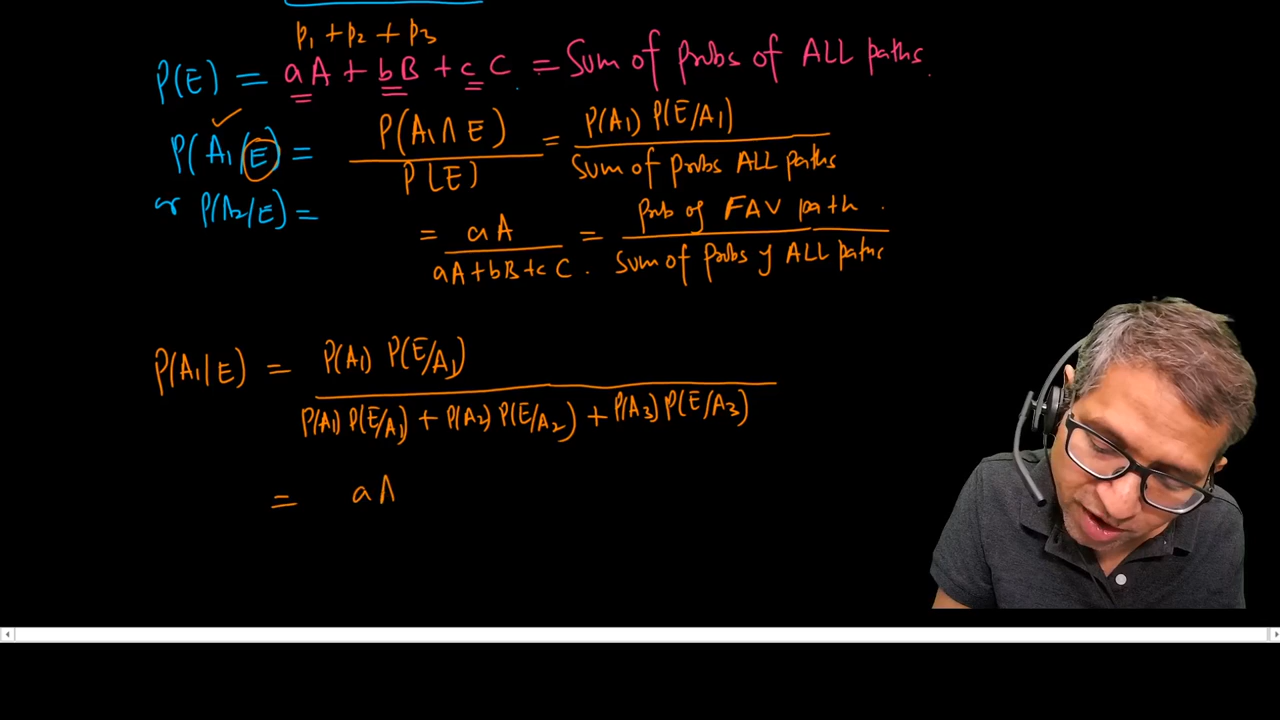 p₁ + p₂ + p₃
P(E) = aA + bB + cC = Sum of probs of ALL paths.
P(A₁/E) = P(A₁∩E) / P(E) = P(A₁) P(E/A₁) / Sum of probs ALL paths
or P(A₂/E) =
= aA / aA+bB+cC. = prob of FAV path. / Sum of probs of ALL paths
P(A₁|E) = P(A₁) P(E/A₁) / P(A₁) P(E/A₁) + P(A₂) P(E/A₂) + P(A₃) P(E/A₃)
= aA